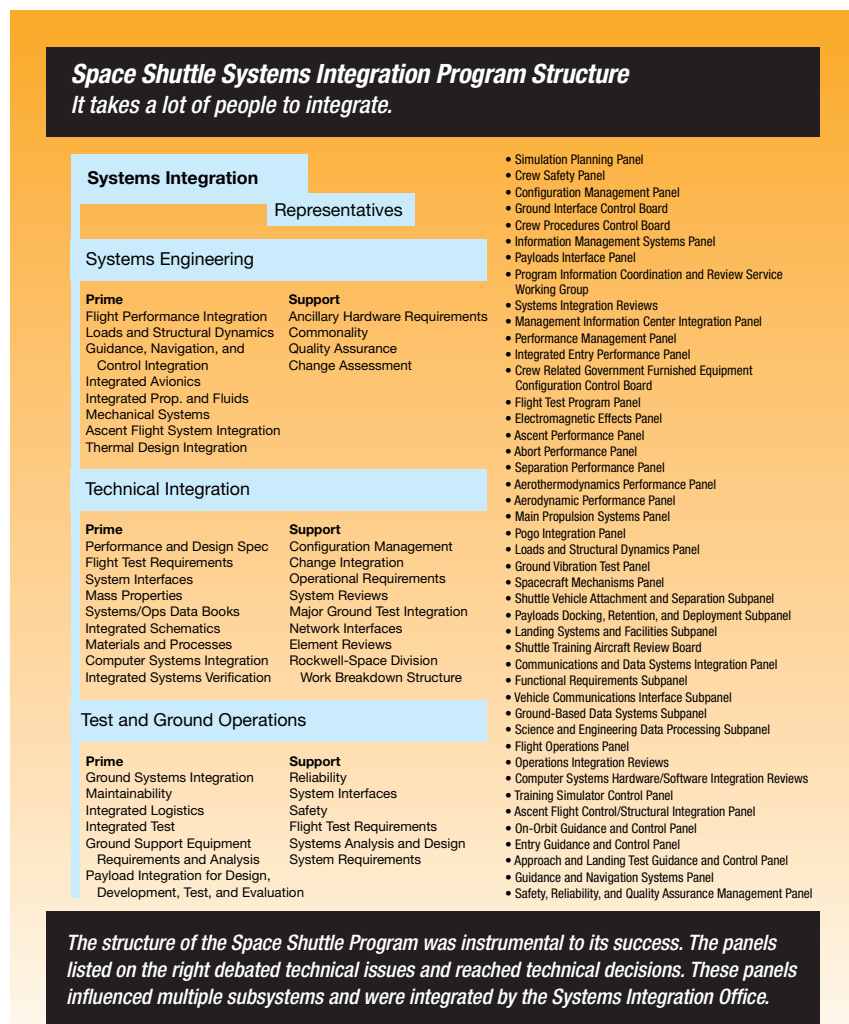 Space Shuttle Systems Integration Program Structure
It takes a lot of people to integrate.
Systems Integration
Representatives
Systems Engineering
Prime
Flight Performance Integration
Loads and Structural Dynamics
Guidance, Navigation, and
Control Integration
Integrated Avionics
Integrated Prop. and Fluids
Mechanical Systems
Ascent Flight System Integration
Thermal Design Integration
Support
Ancillary Hardware Requirements
Commonality
Quality Assurance
Change Assessment
Technical Integration
Prime
Performance and Design Spec
Flight Test Requirements
System Interfaces
Mass Properties
Systems/Ops Data Books
Integrated Schematics
Materials and Processes
Computer Systems Integration
Integrated Systems Verification
Support
Configuration Management
Change Integration
Operational Requirements
System Reviews
Major Ground Test Integration
Network Interfaces
Element Reviews
Rockwell-Space Division
Work Breakdown Structure
Test and Ground Operations
Prime
Ground Systems Integration
Maintainability
Integrated Logistics
Integrated Test
Ground Support Equipment
Requirements and Analysis
Payload Integration for Design,
Development, Test, and Evaluation
Support
Reliability
System Interfaces
Safety
Flight Test Requirements
Systems Analysis and Design
System Requirements
• Simulation Planning Panel
• Crew Safety Panel
• Configuration Management Panel
• Ground Interface Control Board
• Crew Procedures Control Board
• Information Management Systems Panel
• Payloads Interface Panel
• Program Information Coordination and Review Service
Working Group
• Systems Integration Reviews
• Management Information Center Integration Panel
• Performance Management Panel
• Integrated Entry Performance Panel
• Crew Related Government Furnished Equipment
Configuration Control Board
• Flight Test Program Panel
• Electromagnetic Effects Panel
• Ascent Performance Panel
• Abort Performance Panel
• Separation Performance Panel
• Aerothermodynamics Performance Panel
• Aerodynamic Performance Panel
• Main Propulsion Systems Panel
• Pogo Integration Panel
• Loads and Structural Dynamics Panel
• Ground Vibration Test Panel
• Spacecraft Mechanisms Panel
• Shuttle Vehicle Attachment and Separation Subpanel
• Payloads Docking, Retention, and Deployment Subpanel
• Landing Systems and Facilities Subpanel
• Shuttle Training Aircraft Review Board
• Communications and Data Systems Integration Panel
• Functional Requirements Subpanel
• Vehicle Communications Interface Subpanel
• Ground-Based Data Systems Subpanel
• Science and Engineering Data Processing Subpanel
• Flight Operations Panel
• Operations Integration Reviews
• Computer Systems Hardware/Software Integration Reviews
• Training Simulator Control Panel
• Ascent Flight Control/Structural Integration Panel
• On-Orbit Guidance and Control Panel
• Entry Guidance and Control Panel
• Approach and Landing Test Guidance and Control Panel
• Guidance and Navigation Systems Panel
• Safety, Reliability, and Quality Assurance Management Panel
The structure of the Space Shuttle Program was instrumental to its success. The panels
listed on the right debated technical issues and reached technical decisions. These panels
influenced multiple subsystems and were integrated by the Systems Integration Office.